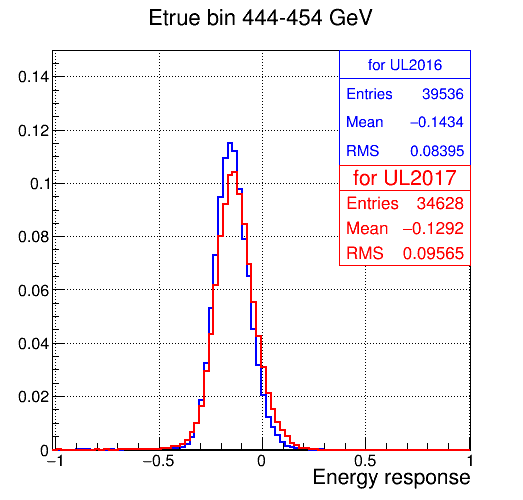 Etrue bin 444-454 GeV
for UL2016
Entries 39536
Mean −0.1434
RMS 0.08395
for UL2017
Entries 34628
Mean −0.1292
RMS 0.09565
0.14
0.12
0.1
0.08
0.06
0.04
0.02
0
−1 −0.5 0 0.5 1
Energy response